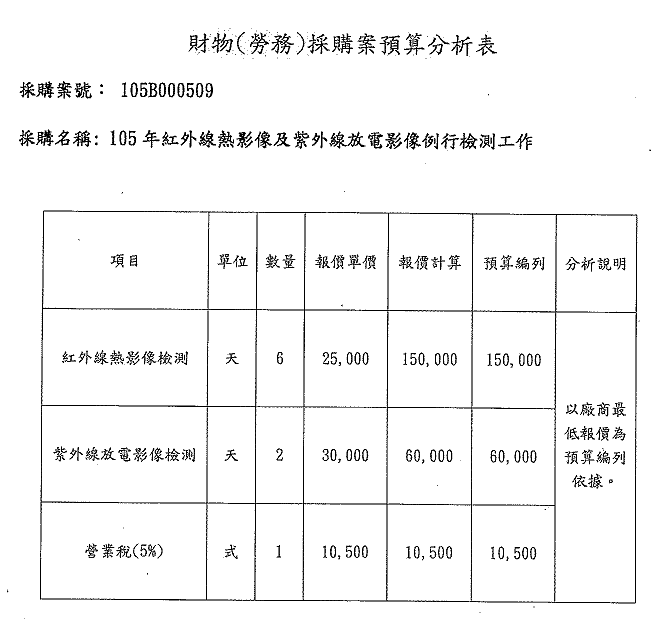 財物(勞務)採購案預算分析表
採購案號： 105B000509
採購名稱: 105年紅外線熱影像及紫外線放電影像例行檢測工作
項目 單位 數量 報價單價 報價計算 預算編列 分析說明
紅外線熱影像檢測 天 6 25,000 150,000 150,000
紫外線放電影像檢測 天 2 30,000 60,000 60,000
營業稅(5%) 式 1 10,500 10,500 10,500
以廠商最
低報價為
預算編列
依據。